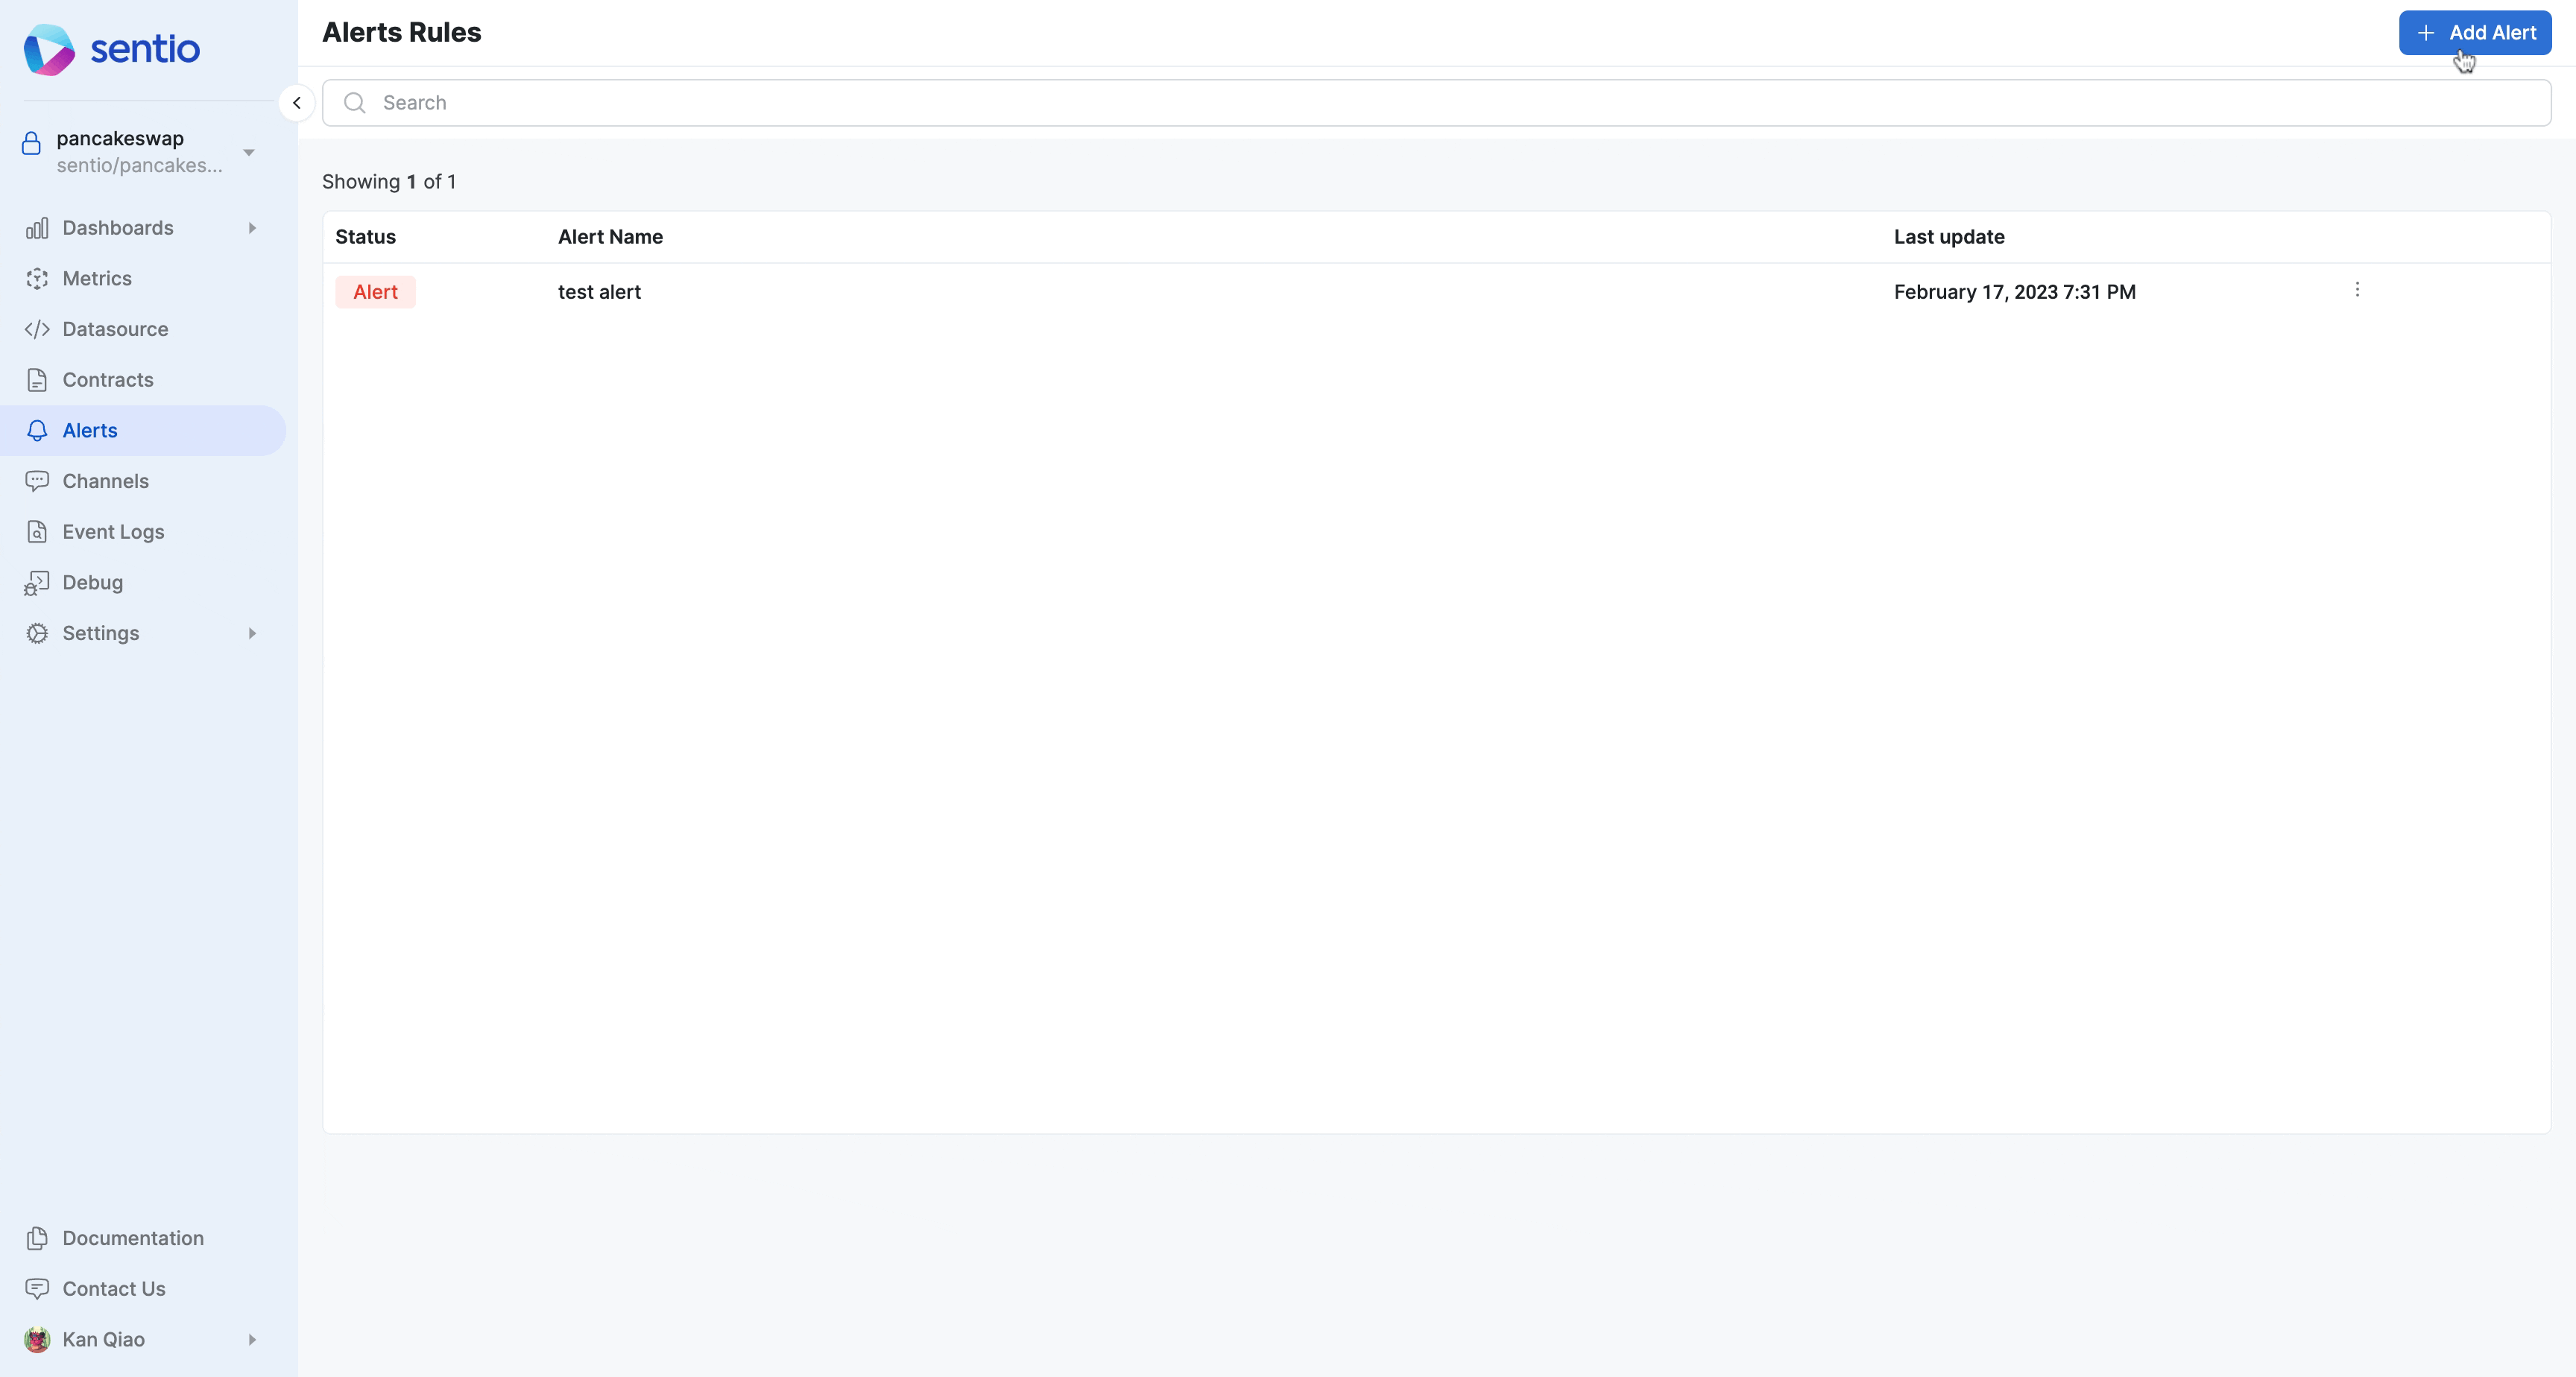 sentio
Alerts Rules
Add Alert
Search
pancakeswap
sentio/pancakes...
Dashboards
Metrics
Datasource
Contracts
Alerts
Channels
Event Logs
Debug
Settings
Documentation
Contact Us
Kan Qiao
Showing 1 of 1
Status Alert Name Last update
Alert test alert February 17, 2023 7:31 PM